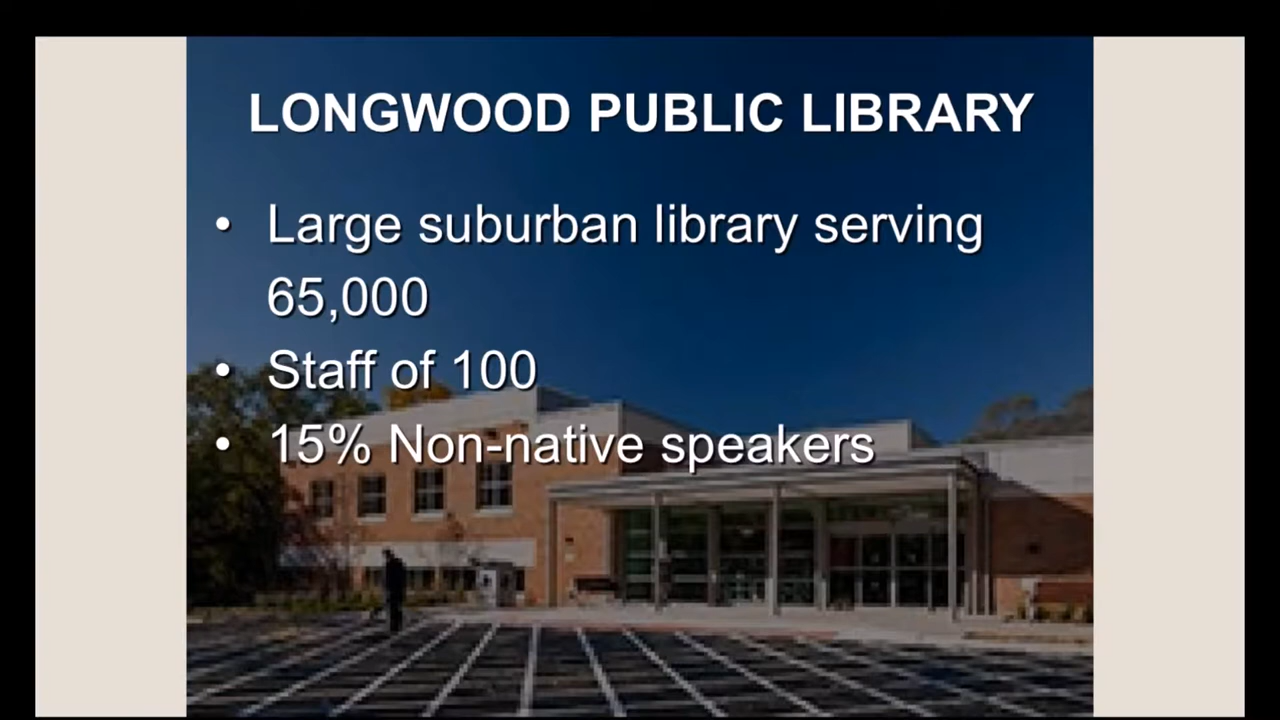 LONGWOOD PUBLIC LIBRARY
• Large suburban library serving
65,000
• Staff of 100
• 15% Non-native speakers